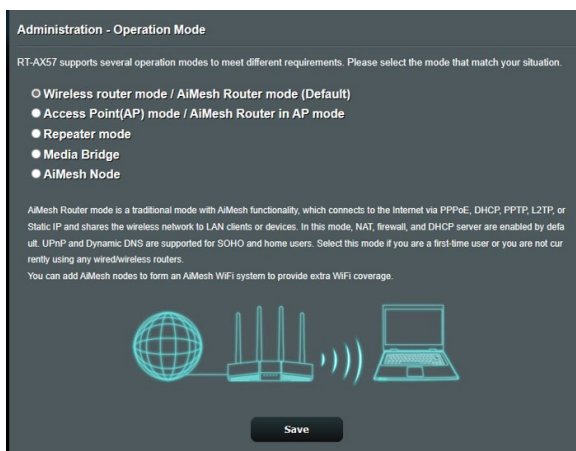 Administration - Operation Mode
RT-AX57 supports several operation modes to meet different requirements. Please select the mode that match your situation.
Wireless router mode / AiMesh Router mode (Default)
Access Point(AP) mode / AiMesh Router in AP mode
Repeater mode
Media Bridge
AiMesh Node
AiMesh Router mode is a traditional mode with AiMesh functionality, which connects to the Internet via PPPoE, DHCP, PPTP, L2TP, or
Static IP and shares the wireless network to LAN clients or devices. In this mode, NAT, firewall, and DHCP server are enabled by defa
ult. UPnP and Dynamic DNS are supported for SOHO and home users. Select this mode if you are a first-time user or you are not cur
rently using any wired/wireless routers.
You can add AiMesh nodes to form an AiMesh WiFi system to provide extra WiFi coverage.
Save